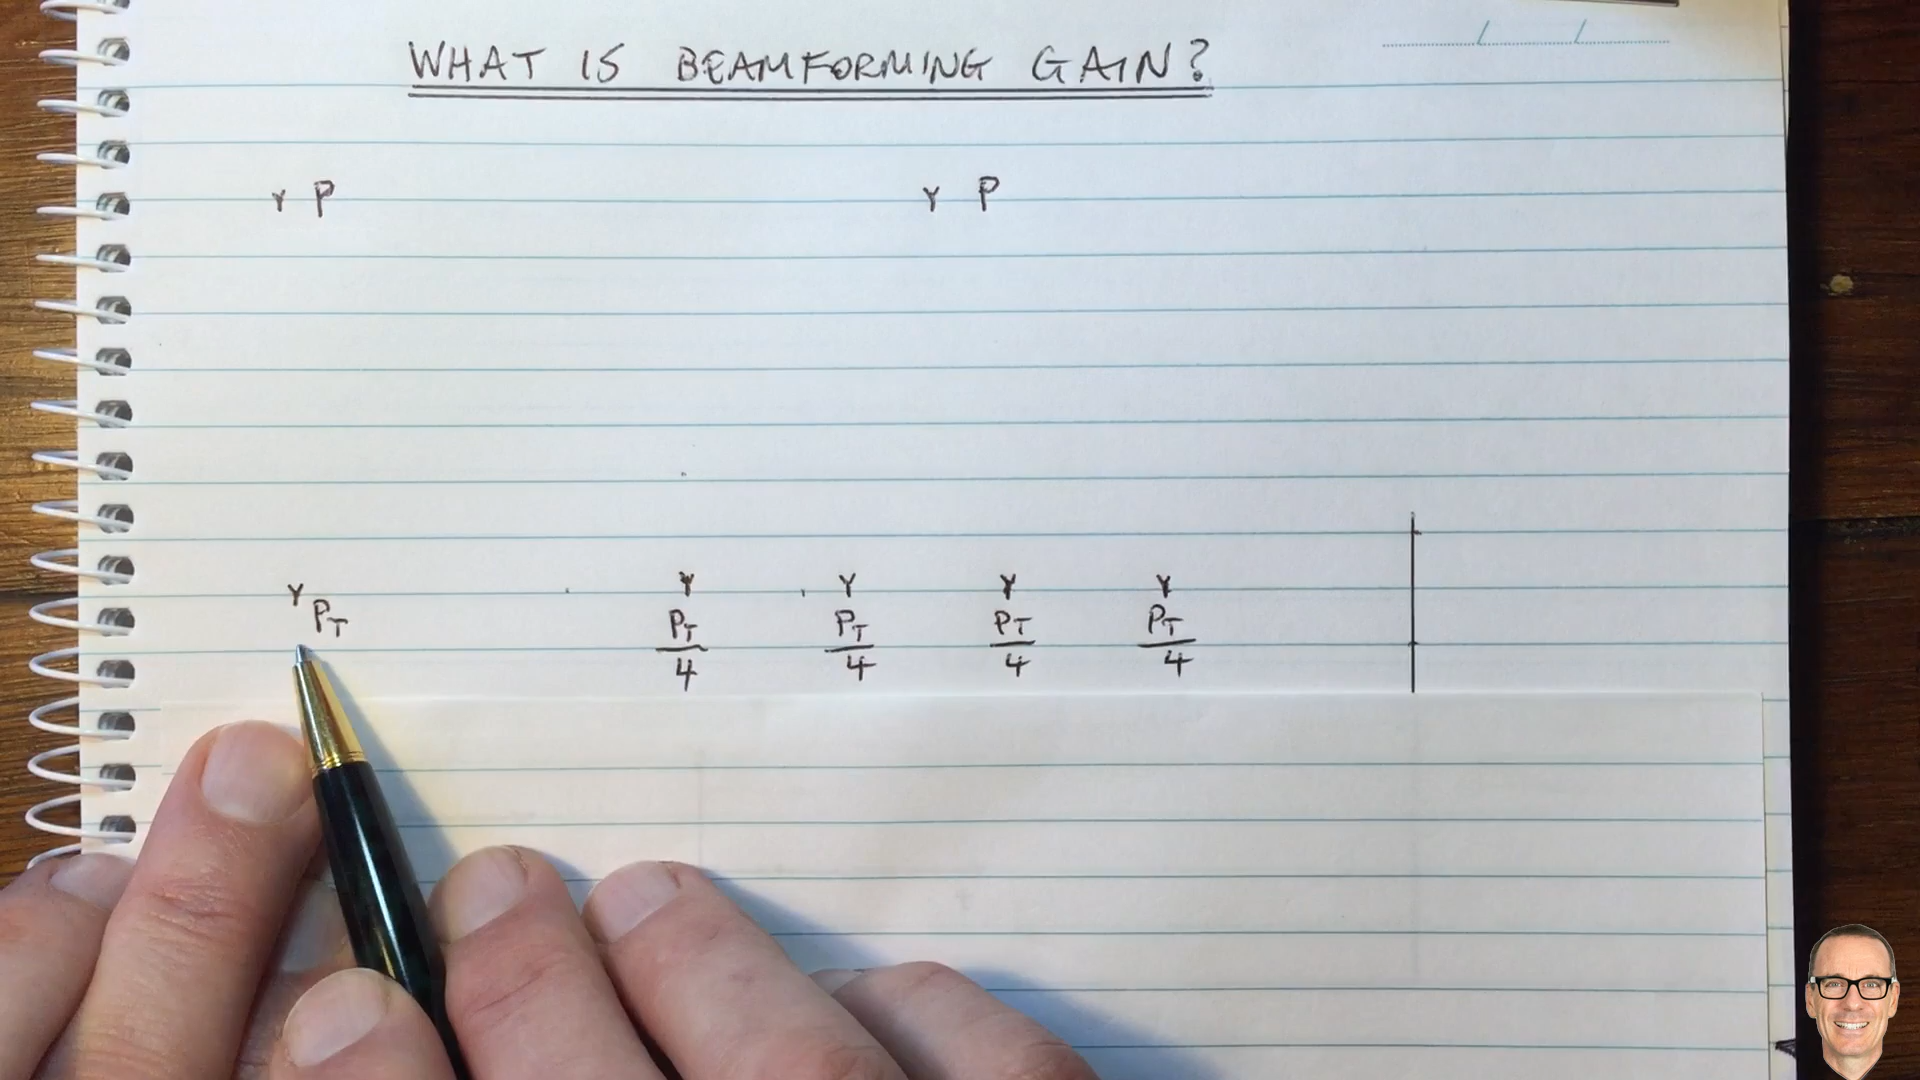 WHAT IS BEAMFORMING GAIN?
P P
P_T
P_T/4 P_T/4 P_T/4 P_T/4